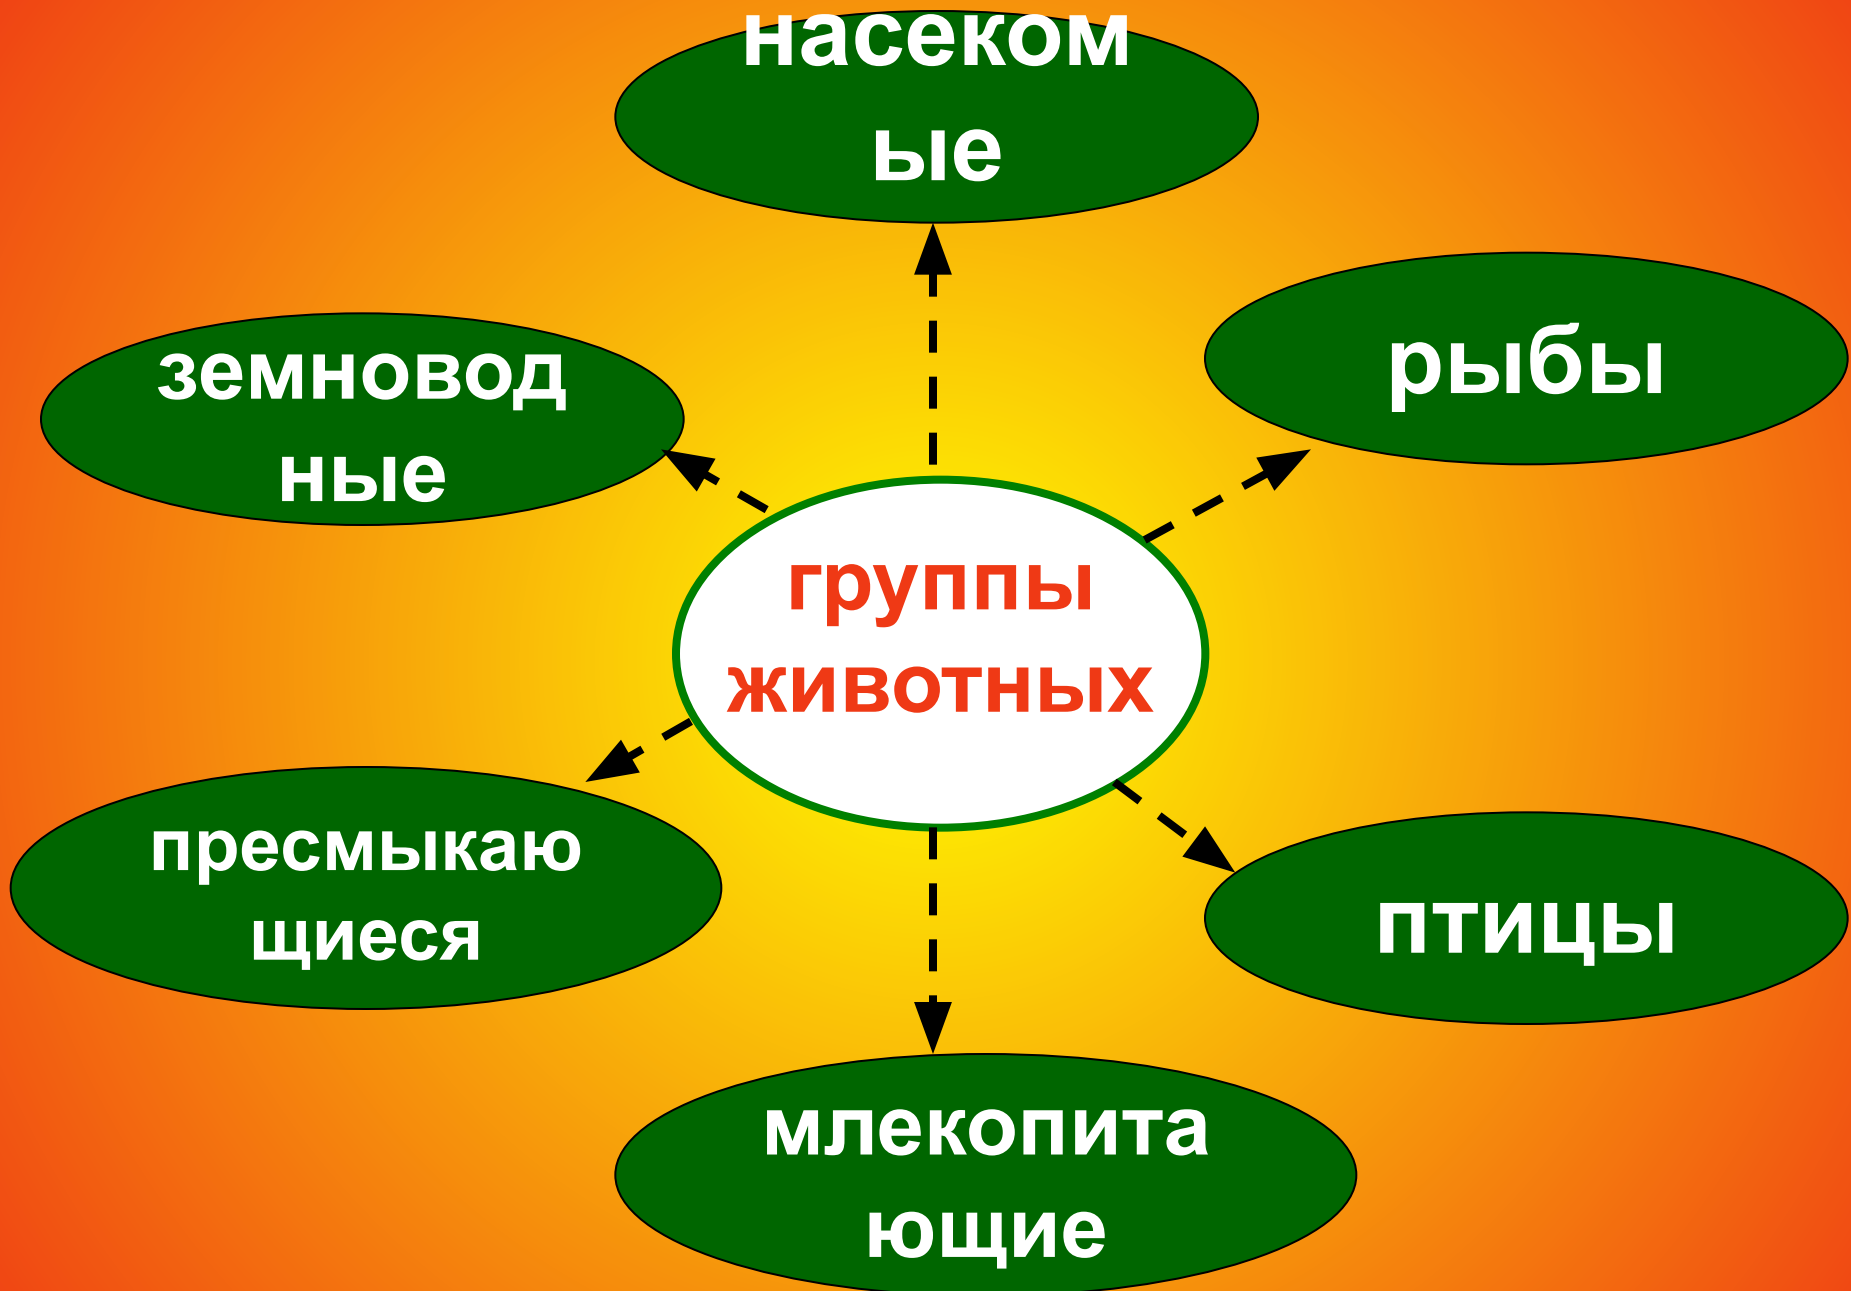 насеком
ые
рыбы
земновод
ные
группы
животных
пресмыкаю
щиеся
птицы
млекопита
ющие